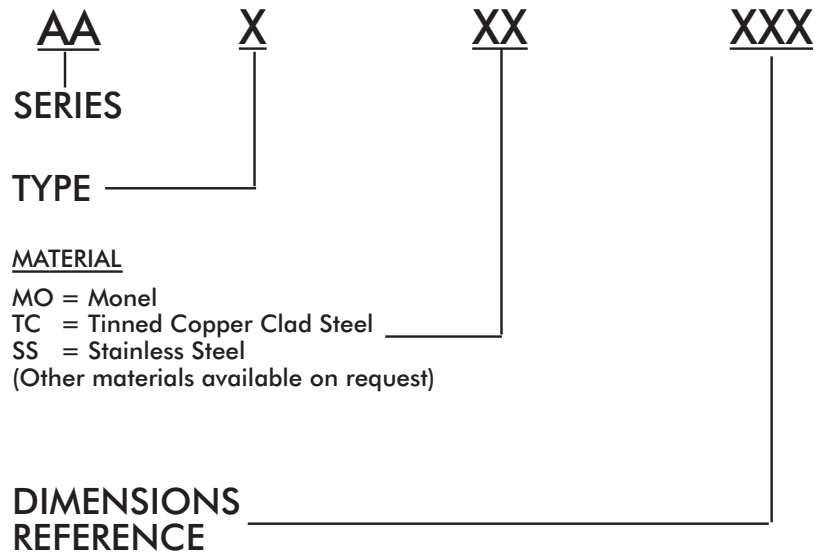 AA X XX XXX
SERIES
TYPE
MATERIAL
MO = Monel
TC = Tinned Copper Clad Steel
SS = Stainless Steel
(Other materials available on request)
DIMENSIONS
REFERENCE